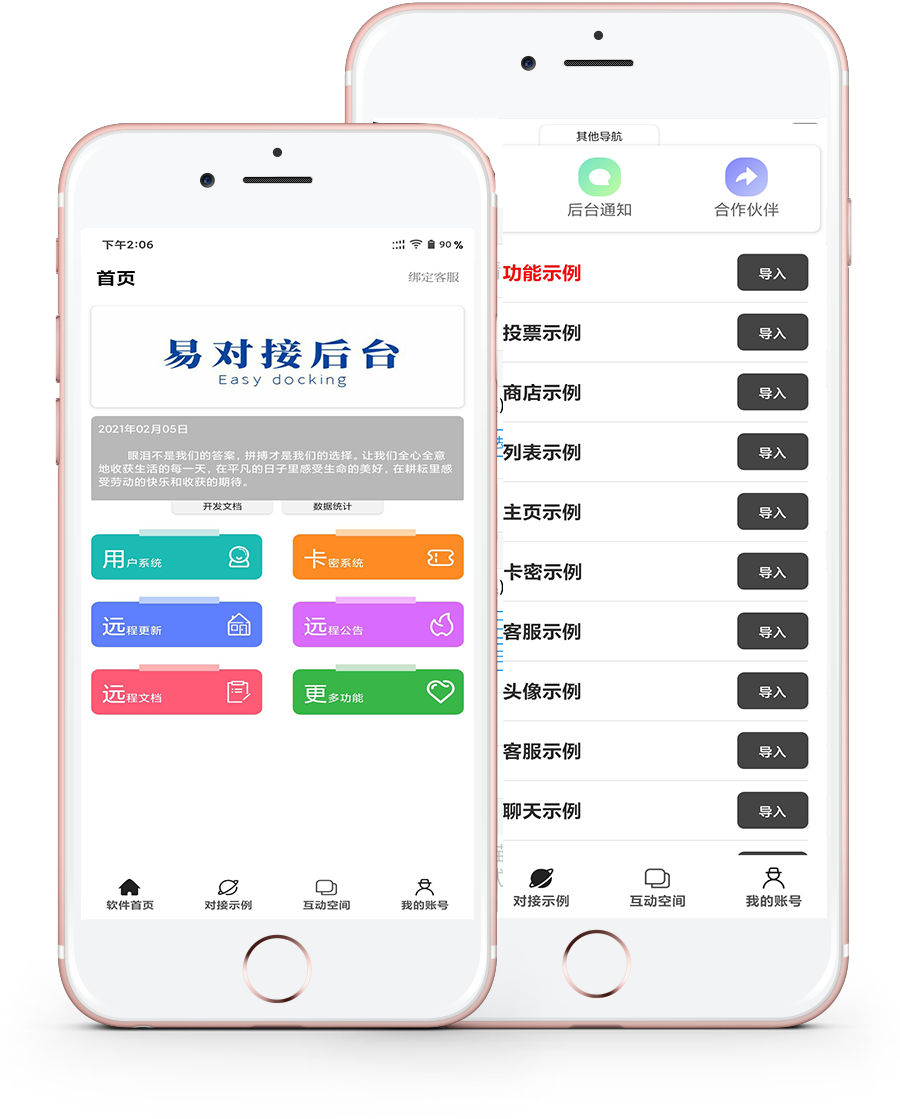 下午2:06
90 %
首页
绑定客服
易对接后台
Easy docking
2021年02月05日
眼泪不是我们的答案，拼搏才是我们的选择。让我们全心全意
地收获生活的每一天，在平凡的日子里感受生命的美好，在耕耘里感
受劳动的快乐和收获的期待。
开发文档
数据统计
用户系统
卡密系统
远程更新
远程公告
远程文档
更多功能
软件首页
对接示例
互动空间
我的账号
其他导航
后台通知
合作伙伴
功能示例
导入
投票示例
导入
商店示例
导入
列表示例
导入
主页示例
导入
卡密示例
导入
客服示例
导入
头像示例
导入
客服示例
导入
聊天示例
导入
对接示例
互动空间
我的账号